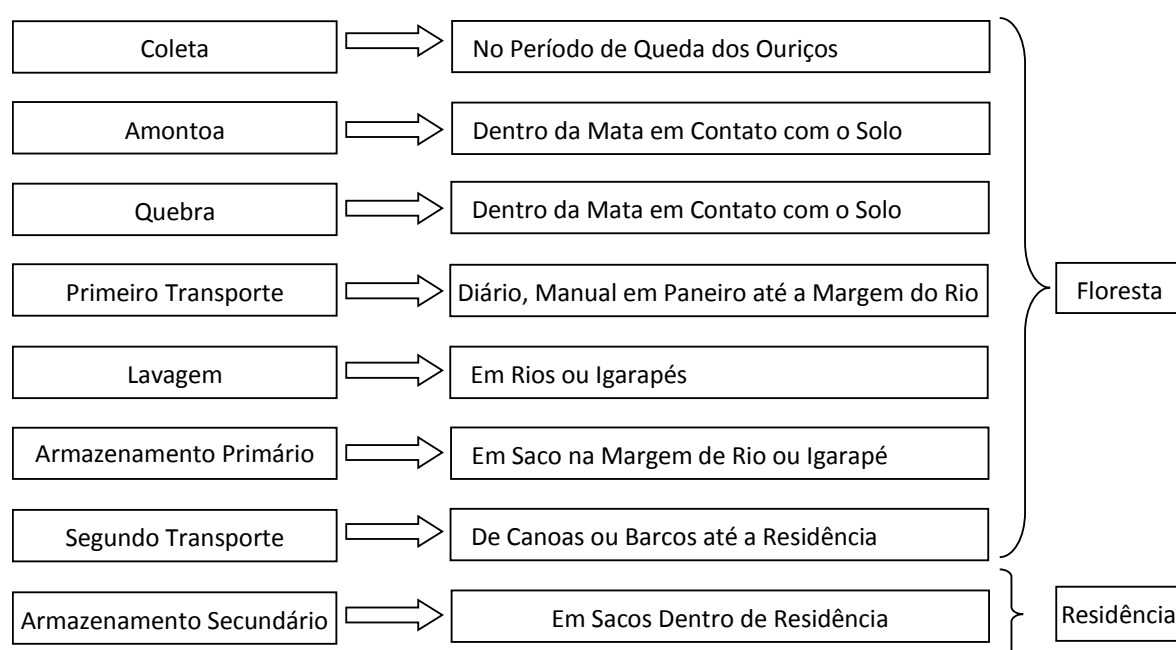 Coleta
No Período de Queda dos Ouriços
Amontoa
Dentro da Mata em Contato com o Solo
Quebra
Dentro da Mata em Contato com o Solo
Primeiro Transporte
Diário, Manual em Paneiro até a Margem do Rio
Floresta
Lavagem
Em Rios ou Igarapés
Armazenamento Primário
Em Saco na Margem de Rio ou Igarapé
Segundo Transporte
De Canoas ou Barcos até a Residência
Armazenamento Secundário
Em Sacos Dentro de Residência
Residência